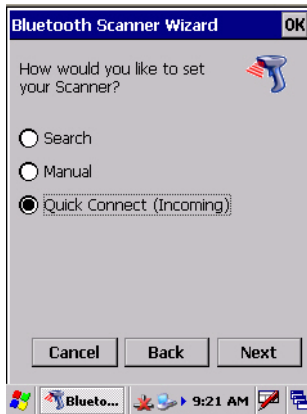 Bluetooth Scanner Wizard OK
How would you like to set
your Scanner?
Search
Manual
Quick Connect (Incoming)
Cancel Back Next
Blueto... 9:21 AM